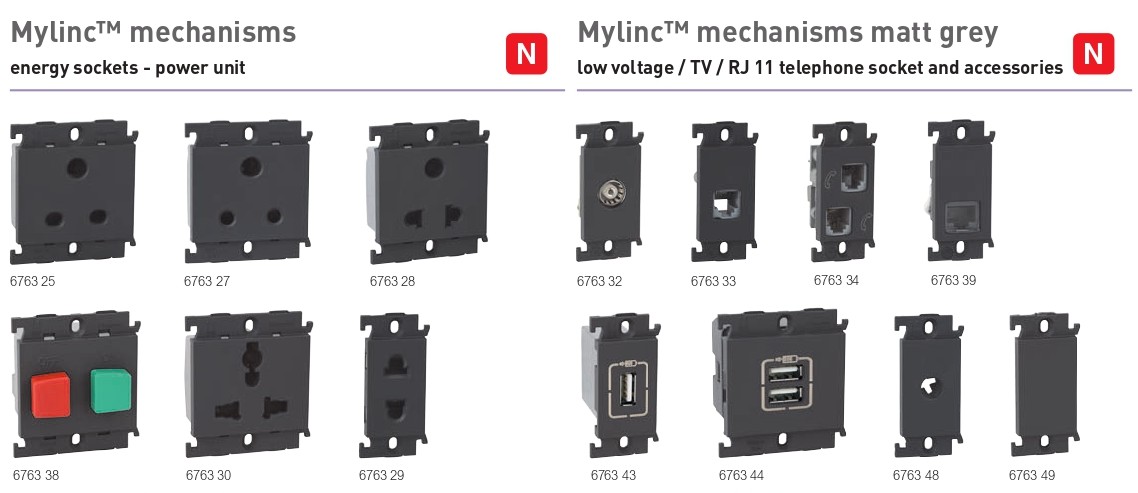 Mylinc™ mechanisms
energy sockets - power unit
N
6763 25
6763 27
6763 28
6763 38
6763 30
6763 29
Mylinc™ mechanisms matt grey
low voltage / TV / RJ 11 telephone socket and accessories
N
6763 32
6763 33
6763 34
6763 39
6763 43
6763 44
6763 48
6763 49